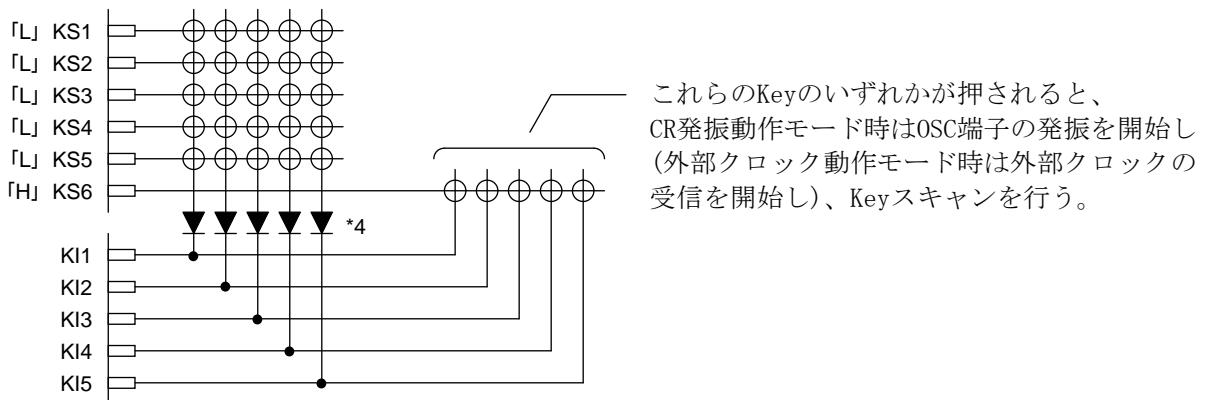 「L」 KS1
「L」 KS2
「L」 KS3
「L」 KS4
「L」 KS5
「H」 KS6
*4
KI1
KI2
KI3
KI4
KI5
これらのKeyのいずれかが押されると、
CR発振動作モード時はOSC端子の発振を開始し
(外部クロック動作モード時は外部クロックの
受信を開始し)、Keyスキャンを行う。